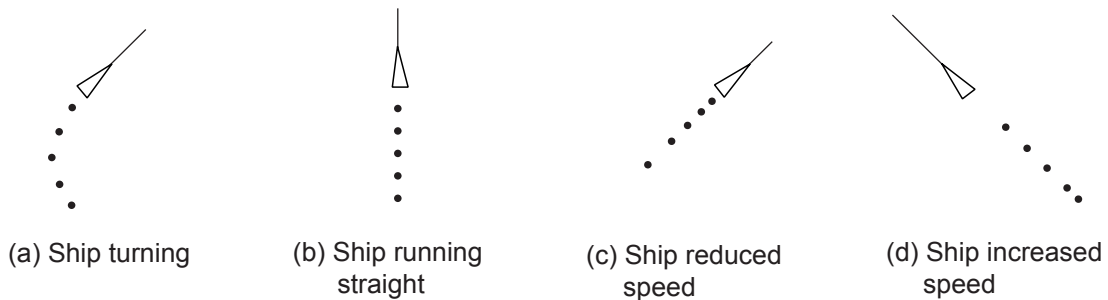 (a) Ship turning
(b) Ship running
straight
(c) Ship reduced
speed
(d) Ship increased
speed